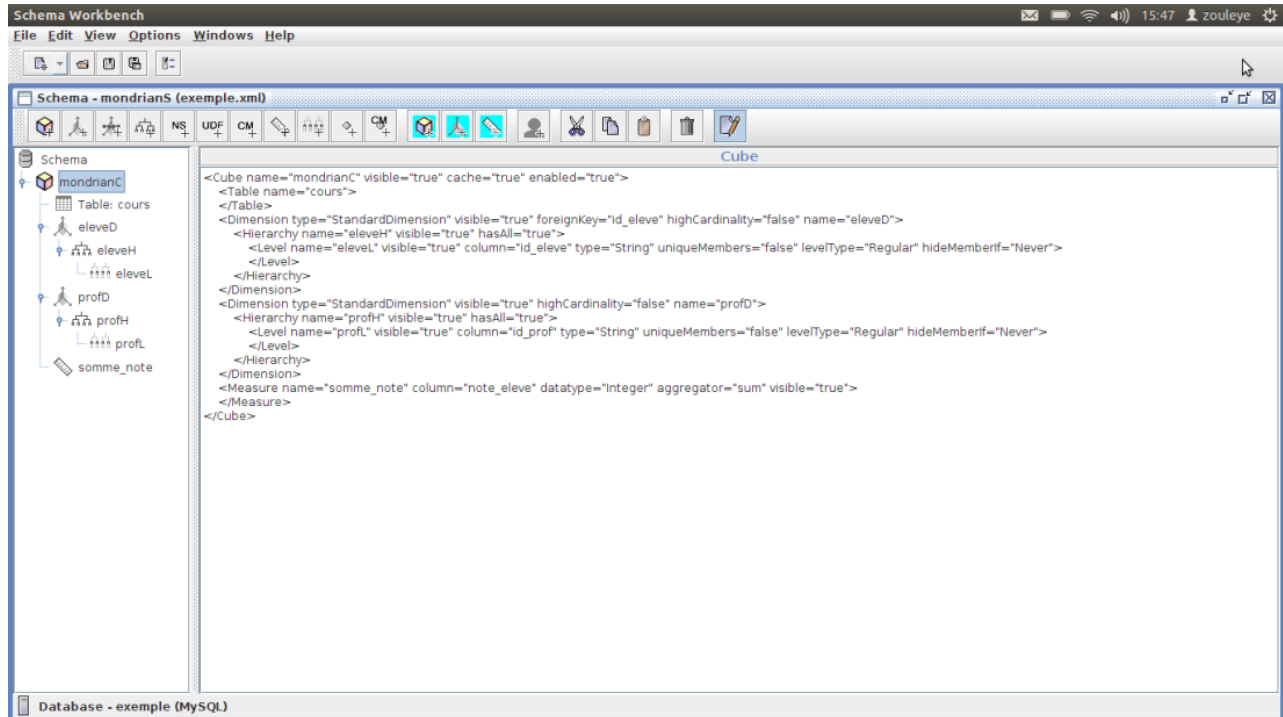 Schema Workbench
15:47 zouleye
File Edit View Options Windows Help
Schema - mondrianS (exemple.xml)
NS UDF CM CM
Schema
mondrianC
Table: cours
eleveD
eleveH
eleveL
profD
profH
profL
somme_note
Cube
<Cube name="mondrianC" visible="true" cache="true" enabled="true">
<Table name="cours">
</Table>
<Dimension type="StandardDimension" visible="true" foreignKey="id_eleve" highCardinality="false" name="eleveD">
<Hierarchy name="eleveH" visible="true" hasAll="true">
<Level name="eleveL" visible="true" column="id_eleve" type="String" uniqueMembers="false" levelType="Regular" hideMemberIf="Never">
</Level>
</Hierarchy>
</Dimension>
<Dimension type="StandardDimension" visible="true" highCardinality="false" name="profD">
<Hierarchy name="profH" visible="true" hasAll="true">
<Level name="profL" visible="true" column="id_prof" type="String" uniqueMembers="false" levelType="Regular" hideMemberIf="Never">
</Level>
</Hierarchy>
</Dimension>
<Measure name="somme_note" column="note_eleve" datatype="Integer" aggregator="sum" visible="true">
</Measure>
</Cube>
Database - exemple (MySQL)